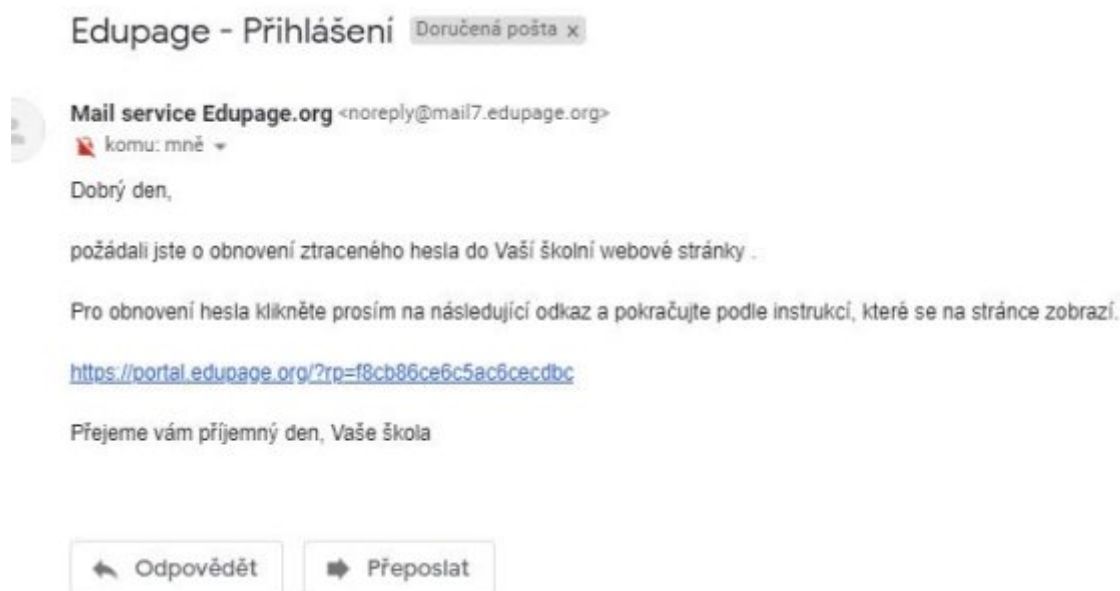 Edupage - Přihlášení Doručená pošta x
Mail service Edupage.org <noreply@mail7.edupage.org>
komu: mně
Dobrý den,
požádali jste o obnovení ztraceného hesla do Vaší školní webové stránky .
Pro obnovení hesla klikněte prosím na následující odkaz a pokračujte podle instrukcí, které se na stránce zobrazí.
https://portal.edupage.org/?rp=f8cb86ce6c5ac6cecdbc
Přejeme vám příjemný den, Vaše škola
Odpovědět Přeposlat